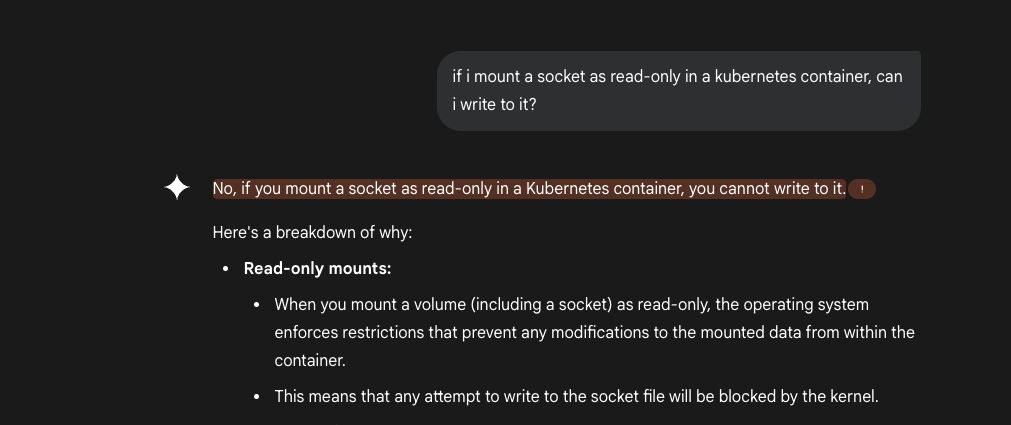 if i mount a socket as read-only in a kubernetes container, can
i write to it?
No, if you mount a socket as read-only in a Kubernetes container, you cannot write to it. !
Here's a breakdown of why:
• Read-only mounts:
• When you mount a volume (including a socket) as read-only, the operating system
enforces restrictions that prevent any modifications to the mounted data from within the
container.
• This means that any attempt to write to the socket file will be blocked by the kernel.